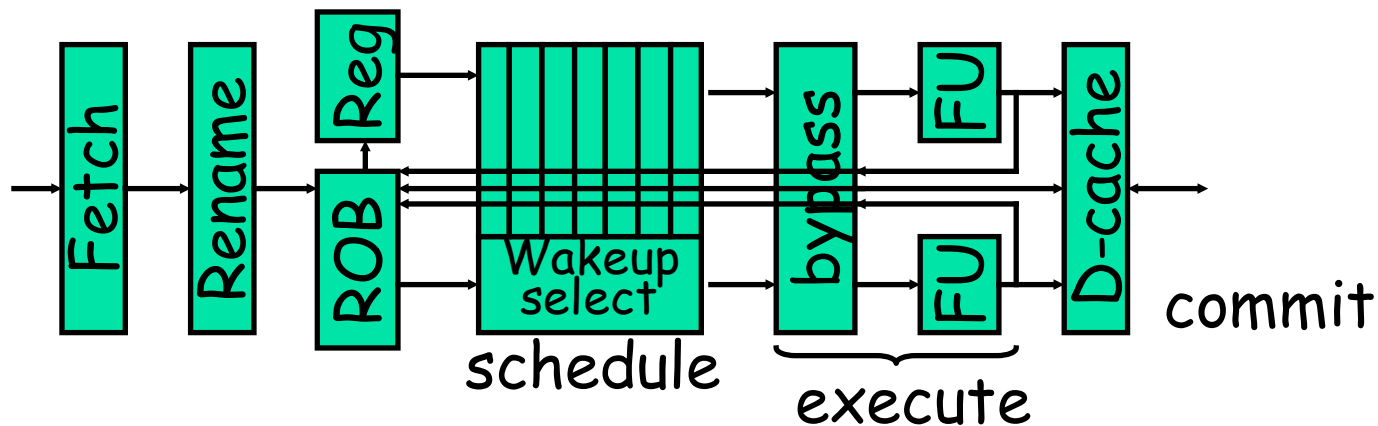 Fetch
Rename
Reg
ROB
Wakeup
select
schedule
bypass
FU
FU
execute
D-cache
commit